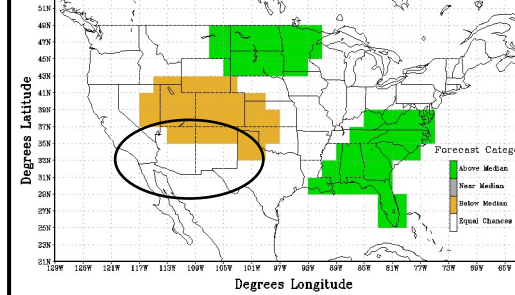 51N
49N
47N
45N
43N
41N
39N
37N
35N
33N
31N
29N
27N
25N
23N
21N
Degrees Latitude
129W 125W 121W 117W 113W 109W 105W 101W 97W 93W 89W 85W 81W 77W 73W 69W 65W
Degrees Longitude
Forecast Catego
Above Median
Near Median
Below Median
Equal Chances